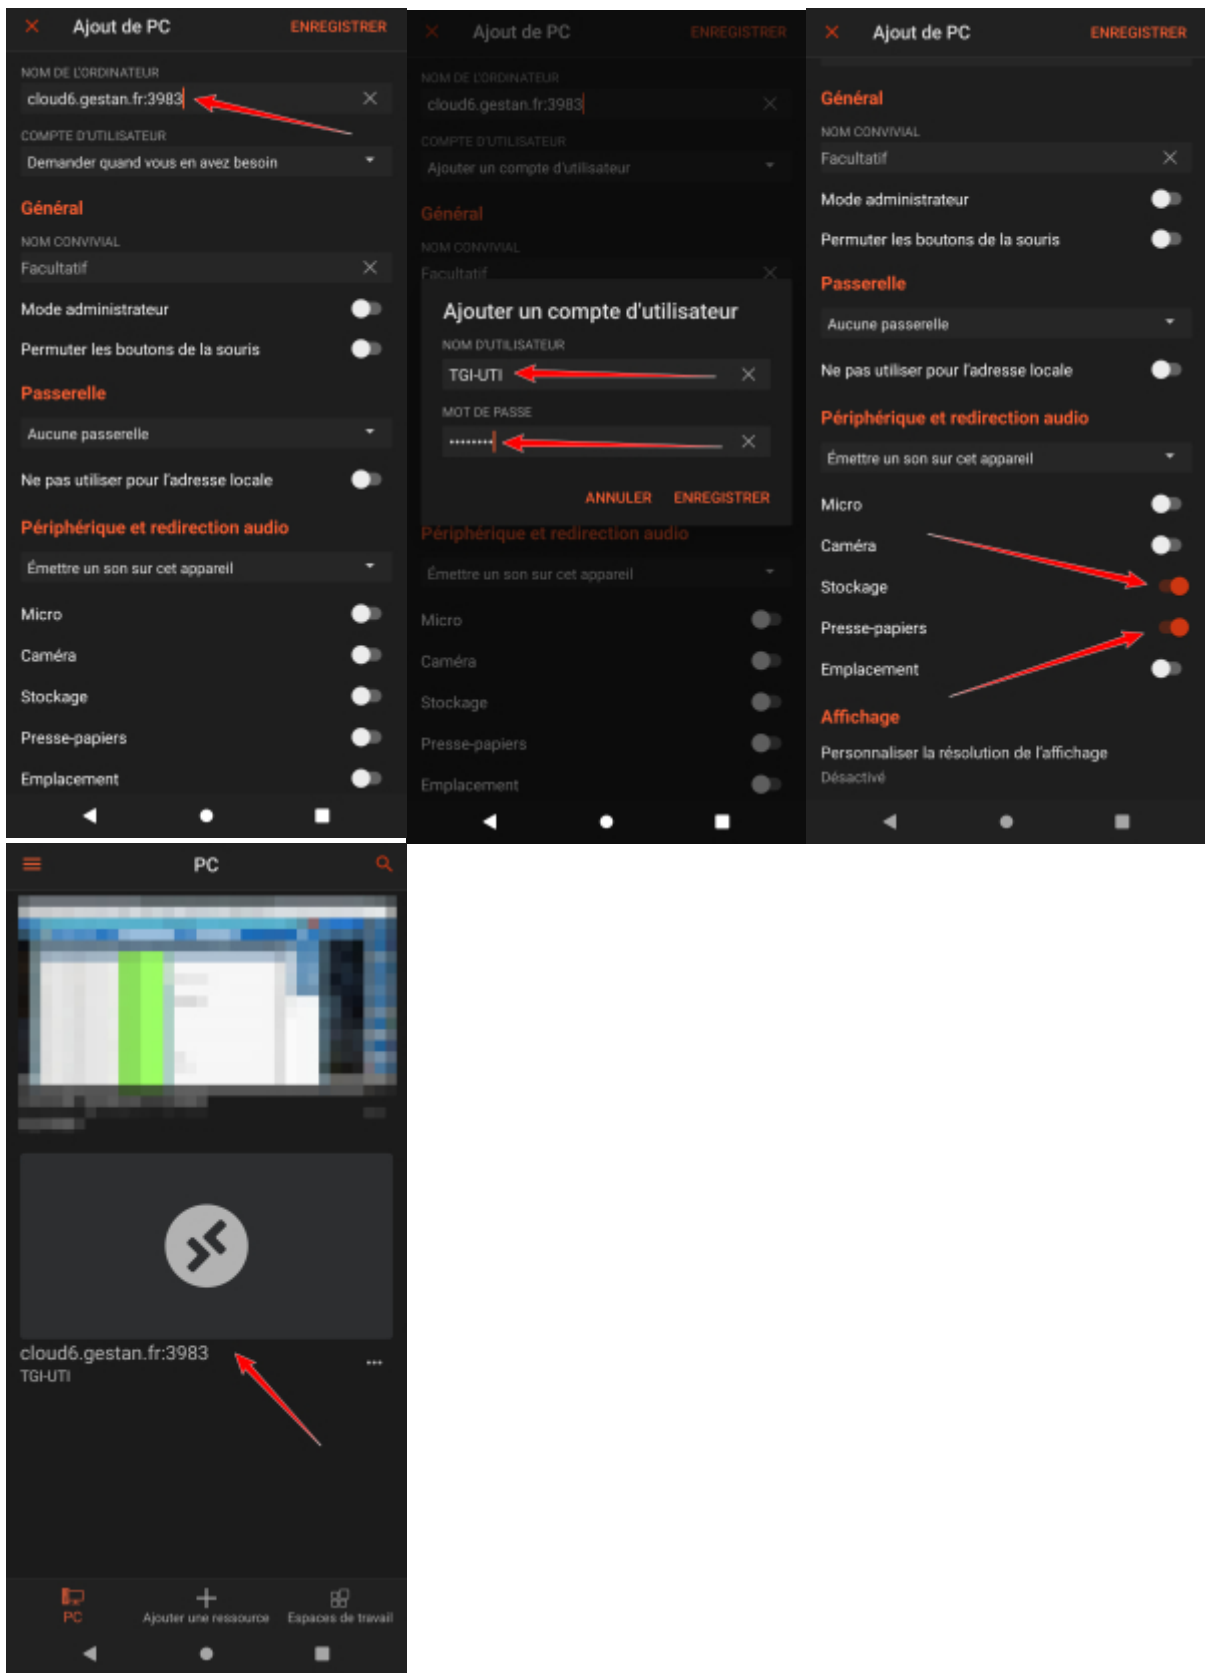 Ajout de PC
ENREGISTRER
NOM DE L'ORDINATEUR
cloud6.gestan.fr:3983
COMPTE D'UTILISATEUR
Demander quand vous en avez besoin
Général
NOM CONVIVIAL
Facultatif
Mode administrateur
Permuter les boutons de la souris
Passerelle
Aucune passerelle
Ne pas utiliser pour l'adresse locale
Périphérique et redirection audio
Émettre un son sur cet appareil
Micro
Caméra
Stockage
Presse-papiers
Emplacement
Ajout de PC
ENREGISTRER
NOM DE L'ORDINATEUR
cloud6.gestan.fr:3983
COMPTE D'UTILISATEUR
Ajouter un compte d'utilisateur
Général
NOM CONVIVIAL
Facultatif
Ajouter un compte d'utilisateur
NOM D'UTILISATEUR
TGI-UTI
MOT DE PASSE
••••••••
ANNULER ENREGISTRER
Périphérique et redirection audio
Émettre un son sur cet appareil
Micro
Caméra
Stockage
Presse-papiers
Emplacement
Ajout de PC
ENREGISTRER
Général
NOM CONVIVIAL
Facultatif
Mode administrateur
Permuter les boutons de la souris
Passerelle
Aucune passerelle
Ne pas utiliser pour l'adresse locale
Périphérique et redirection audio
Émettre un son sur cet appareil
Micro
Caméra
Stockage
Presse-papiers
Emplacement
Affichage
Personnaliser la résolution de l'affichage
Désactivé
PC
cloud6.gestan.fr:3983
TGI-UTI
PC
Ajouter une ressource
Espaces de travail